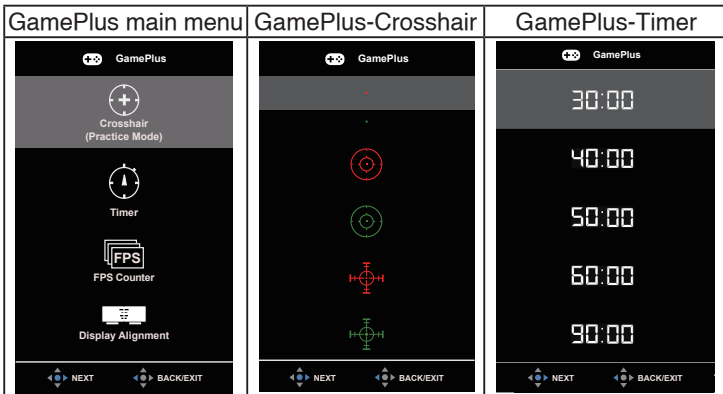 GamePlus main menu
GamePlus-Crosshair
GamePlus-Timer
GamePlus
Crosshair
(Practice Mode)
Timer
FPS
FPS Counter
Display Alignment
NEXT BACK/EXIT
GamePlus
NEXT BACK/EXIT
GamePlus
30:00
40:00
50:00
60:00
90:00
NEXT BACK/EXIT